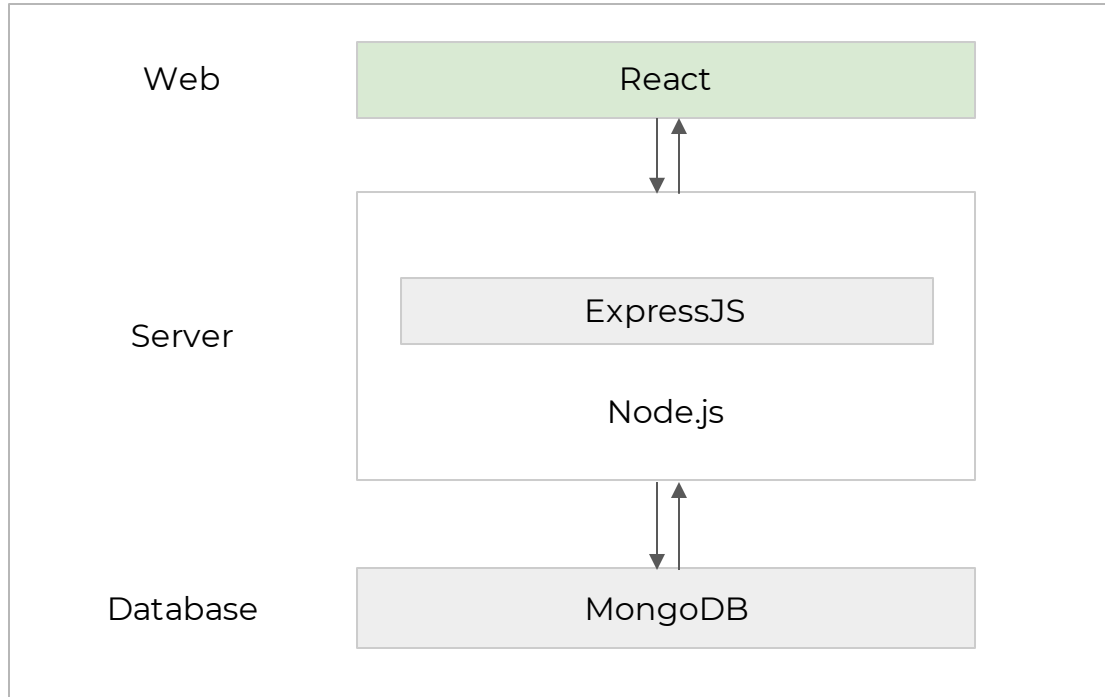 Web
React
ExpressJS
Server
Node.js
Database
MongoDB